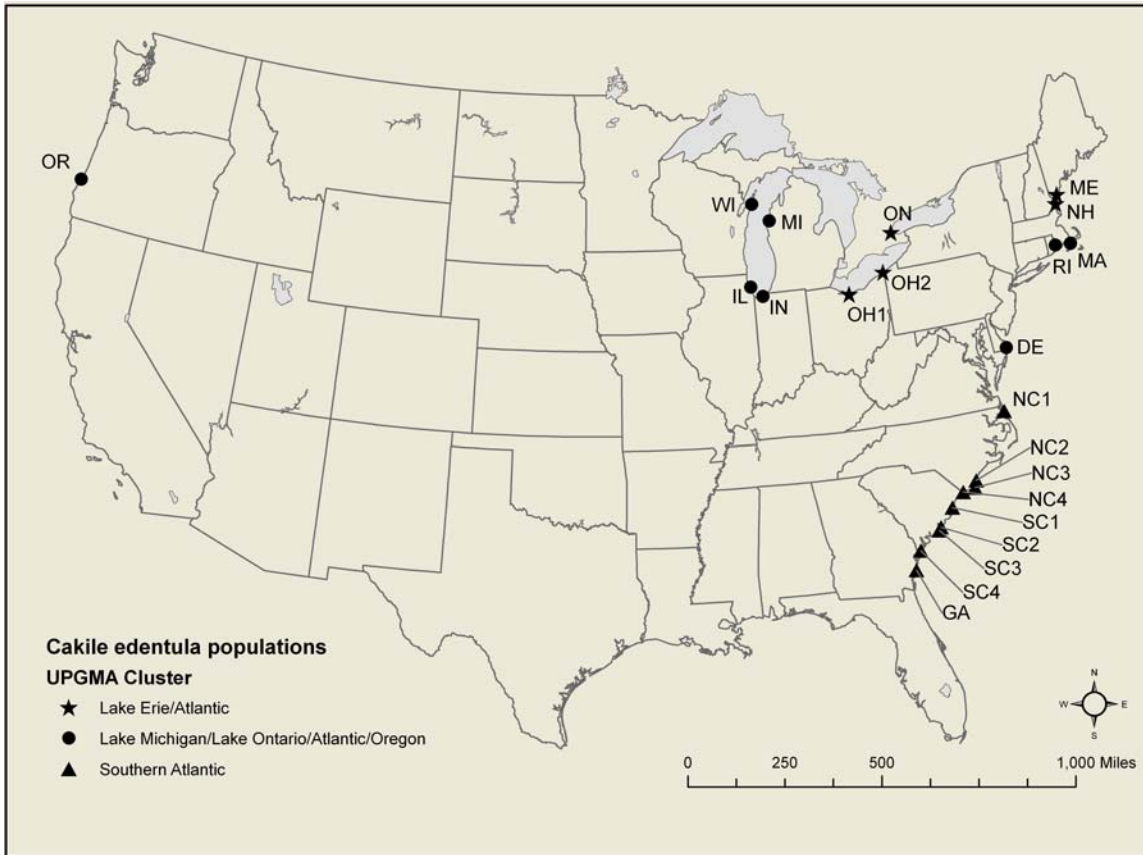 OR
WI
MI
ON
ME
NH
MA
RI
IL
IN
OH2
OH1
DE
NC1
NC2
NC3
NC4
SC1
SC2
SC3
SC4
GA
Cakile edentula populations
UPGMA Cluster
Lake Erie/Atlantic
Lake Michigan/Lake Ontario/Atlantic/Oregon
Southern Atlantic
N
W E
S
0 250 500 1,000 Miles